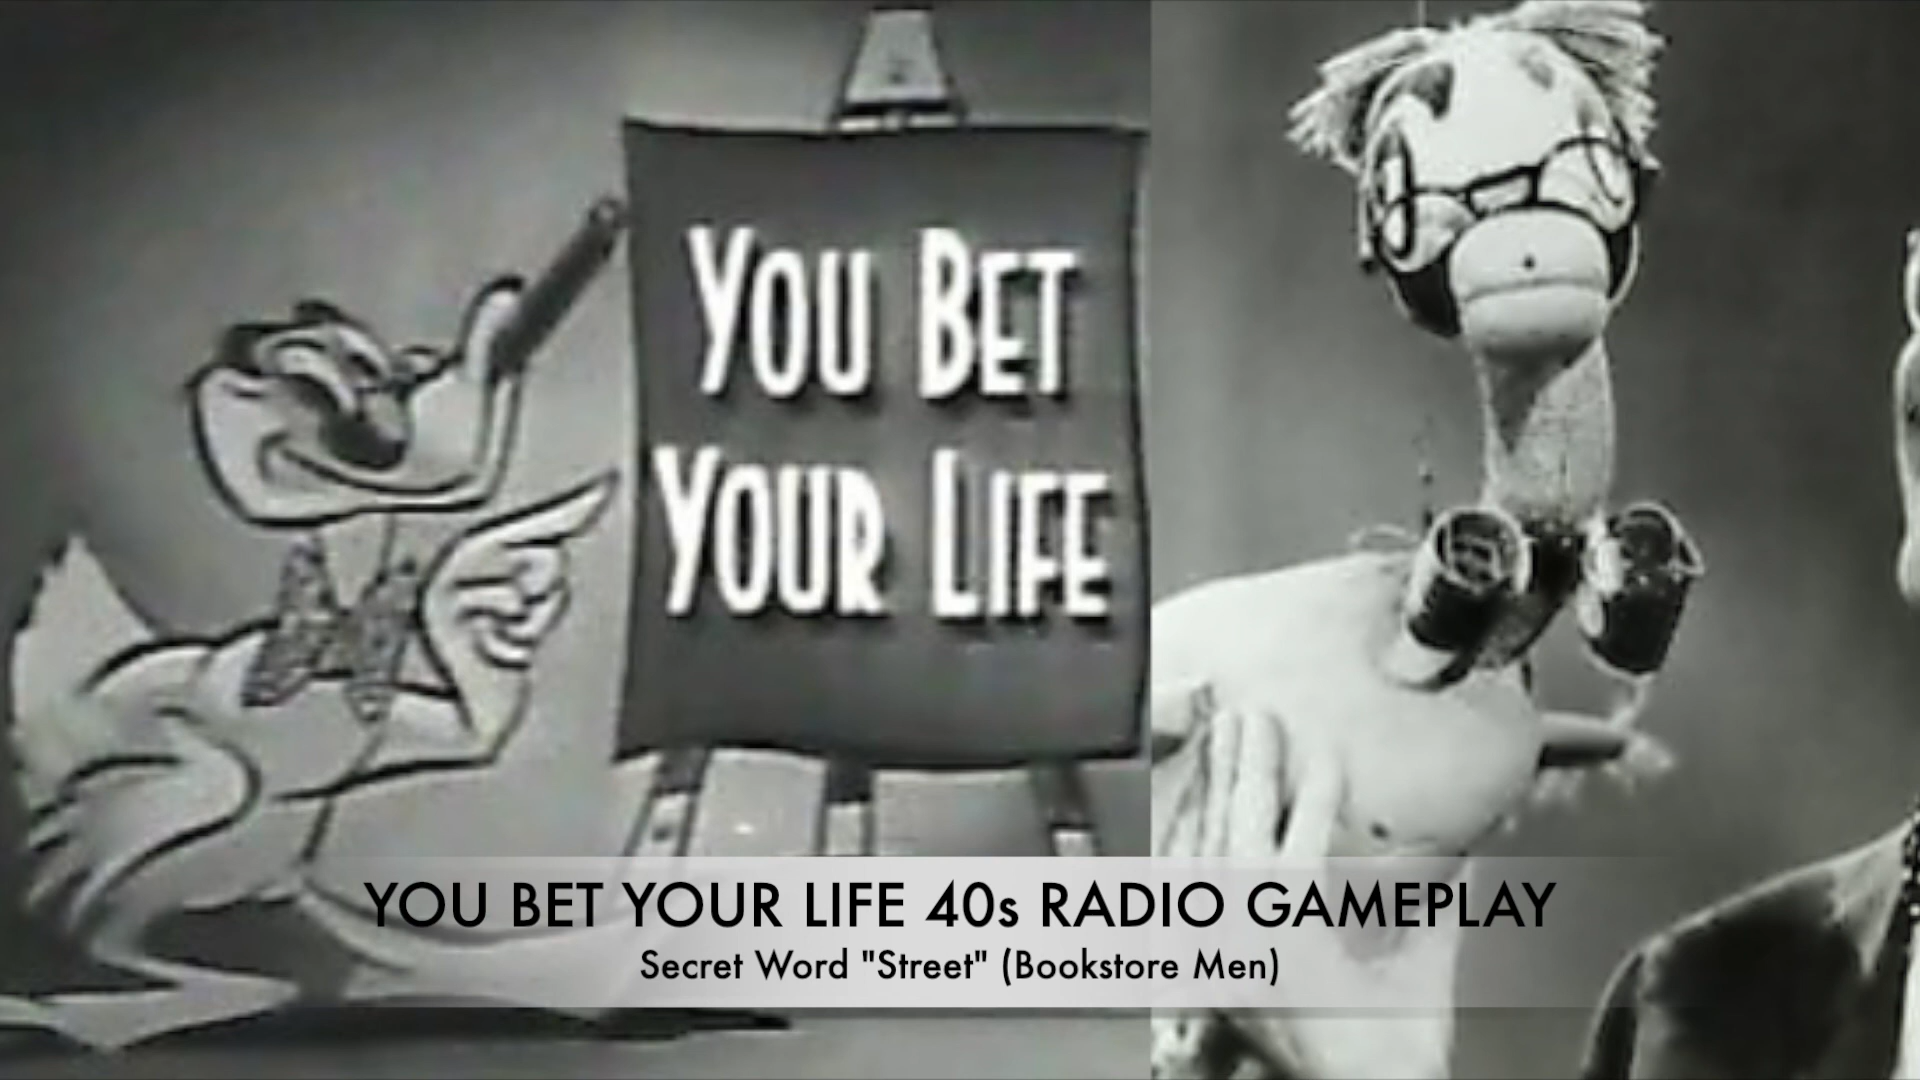 YOU BET
YOUR LIFE
YOU BET YOUR LIFE 40s RADIO GAMEPLAY
Secret Word "Street" (Bookstore Men)